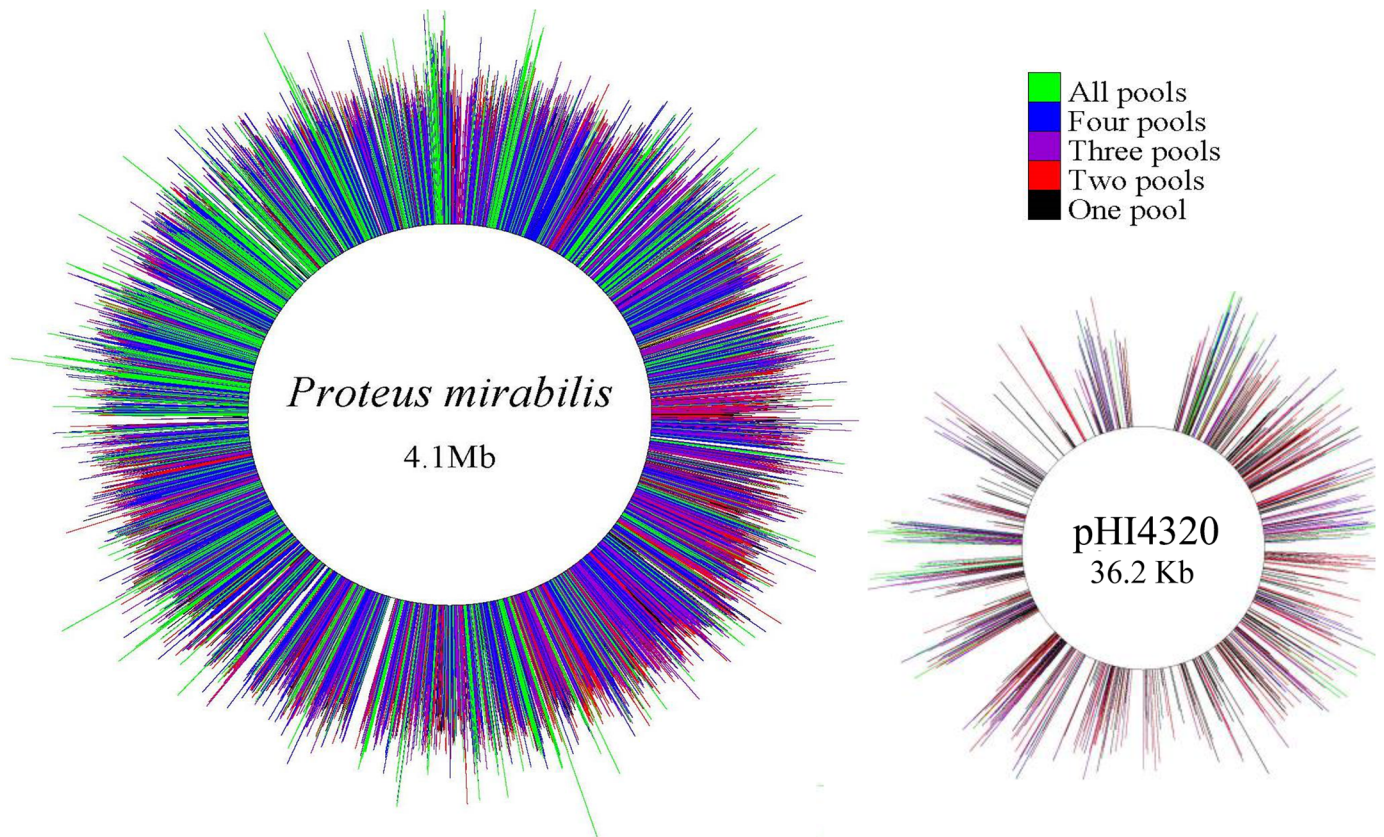 All pools
Four pools
Three pools
Two pools
One pool
Proteus mirabilis
4.1Mb
pHI4320
36.2 Kb